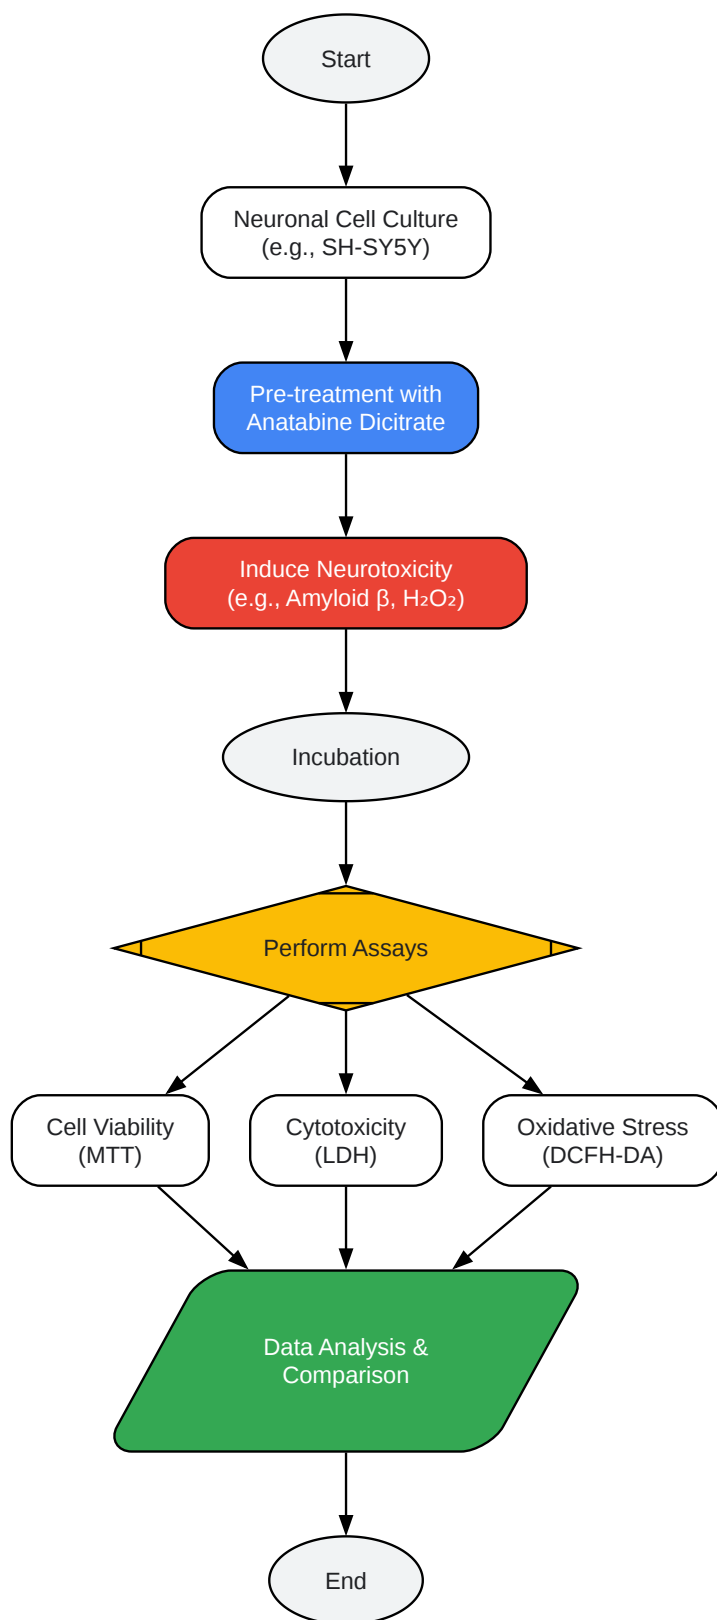 Start
Neuronal Cell Culture
(e.g., SH-SY5Y)
Pre-treatment with
Anatabine Dicitrate
Induce Neurotoxicity
(e.g., Amyloid β, H₂O₂)
Incubation
Perform Assays
Cell Viability
(MTT)
Cytotoxicity
(LDH)
Oxidative Stress
(DCFH-DA)
Data Analysis &
Comparison
End